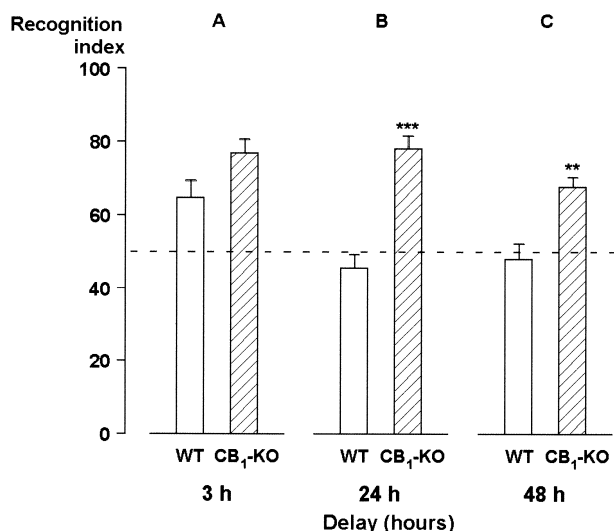 Recognition index
A B C
100
80
60
40
20
0
***
**
WT CB₁-KO WT CB₁-KO WT CB₁-KO
3 h 24 h 48 h
Delay (hours)